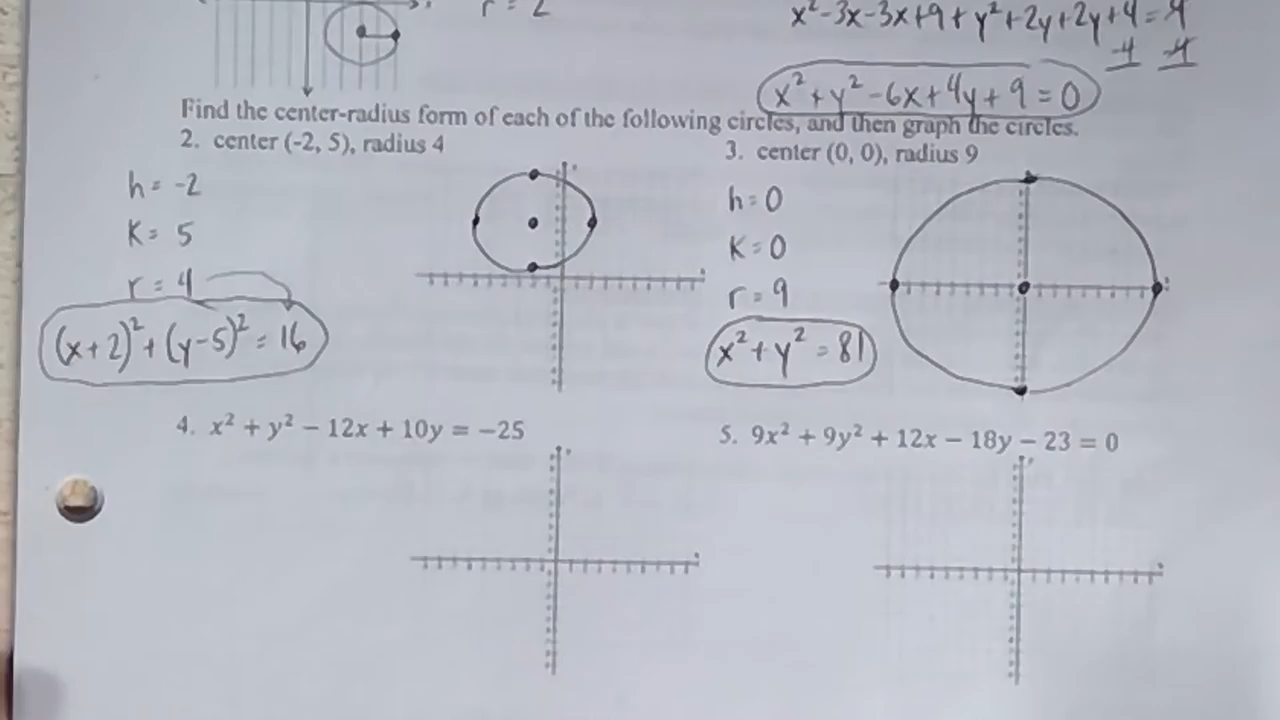 r = 2
x² - 3x - 3x + 9 + y² + 2y + 2y + 4 = 4
-4 -4
x² + y² - 6x + 4y + 9 = 0
Find the center-radius form of each of the following circles, and then graph the circles.
2. center (-2, 5), radius 4
h = -2
K = 5
r = 4
(x+2)² + (y-5)² = 16
3. center (0, 0), radius 9
h = 0
K = 0
r = 9
x² + y² = 81
4. x² + y² − 12x + 10y = −25
5. 9x² + 9y² + 12x − 18y − 23 = 0